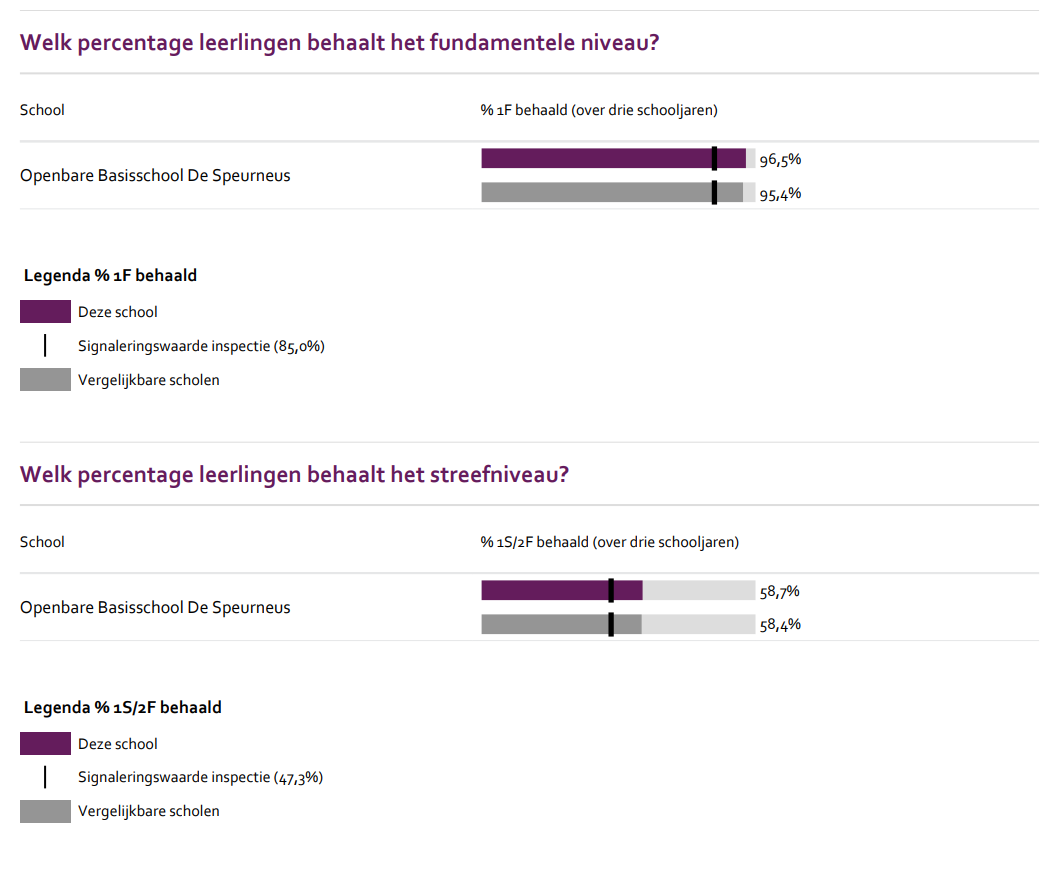 Welk percentage leerlingen behaalt het fundamentele niveau?
School % 1F behaald (over drie schooljaren)
Openbare Basisschool De Speurneus
96,5%
95,4%
Legenda % 1F behaald
Deze school
Signaleringswaarde inspectie (85,0%)
Vergelijkbare scholen
Welk percentage leerlingen behaalt het streefniveau?
School % 1S/2F behaald (over drie schooljaren)
Openbare Basisschool De Speurneus
58,7%
58,4%
Legenda % 1S/2F behaald
Deze school
Signaleringswaarde inspectie (47,3%)
Vergelijkbare scholen